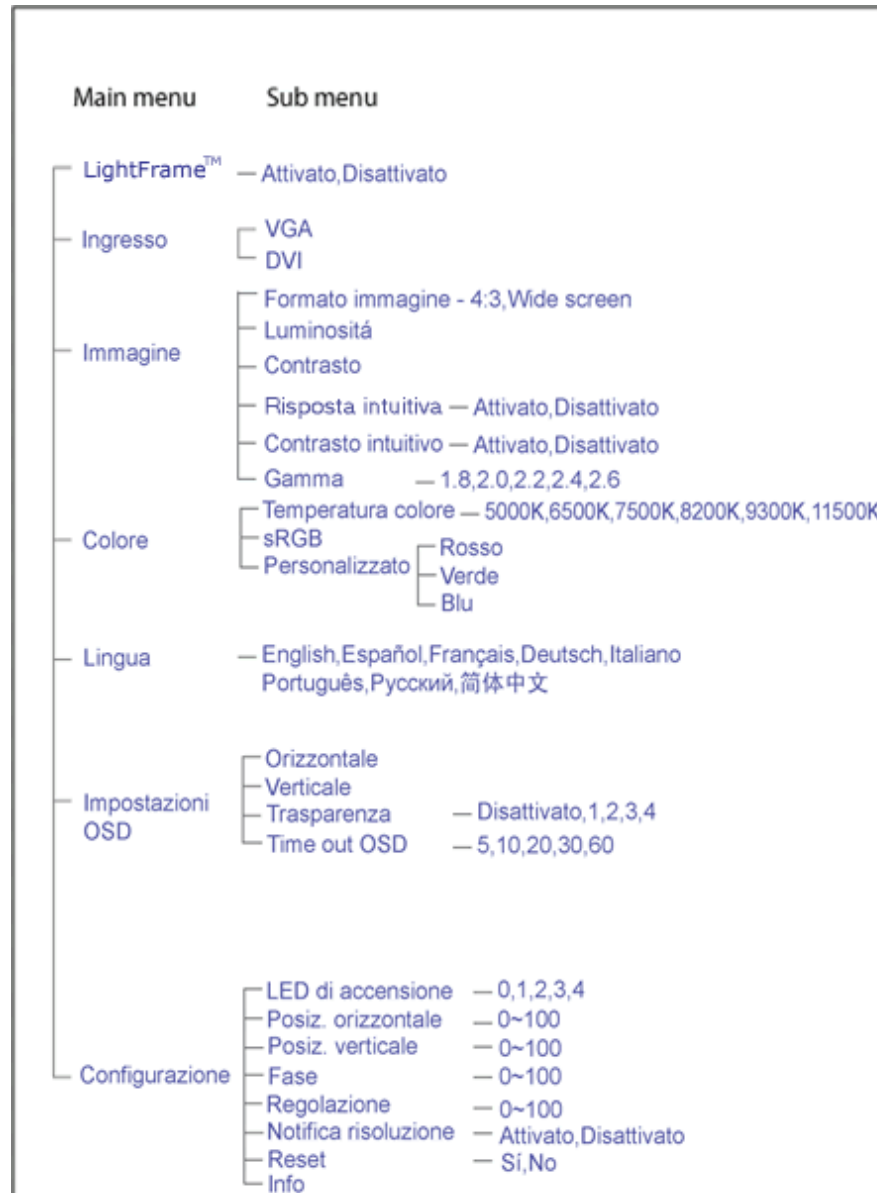 Main menu Sub menu
LightFrame™ Attivato,Disattivato
Ingresso VGA
DVI
Immagine Formato immagine - 4:3,Wide screen
Luminositá
Contrasto
Risposta intuitiva — Attivato,Disattivato
Contrasto intuitivo — Attivato,Disattivato
Gamma — 1.8,2.0,2.2,2.4,2.6
Colore Temperatura colore — 5000K,6500K,7500K,8200K,9300K,11500K
sRGB
Personalizzato Rosso
Verde
Blu
Lingua — English,Español,Français,Deutsch,Italiano
Português,Русский,简体中文
Impostazioni OSD Orizzontale
Verticale
Trasparenza — Disattivato,1,2,3,4
Time out OSD — 5,10,20,30,60
Configurazione LED di accensione — 0,1,2,3,4
Posiz. orizzontale — 0~100
Posiz. verticale — 0~100
Fase — 0~100
Regolazione — 0~100
Notifica risoluzione — Attivato,Disattivato
Reset — Sí,No
Info